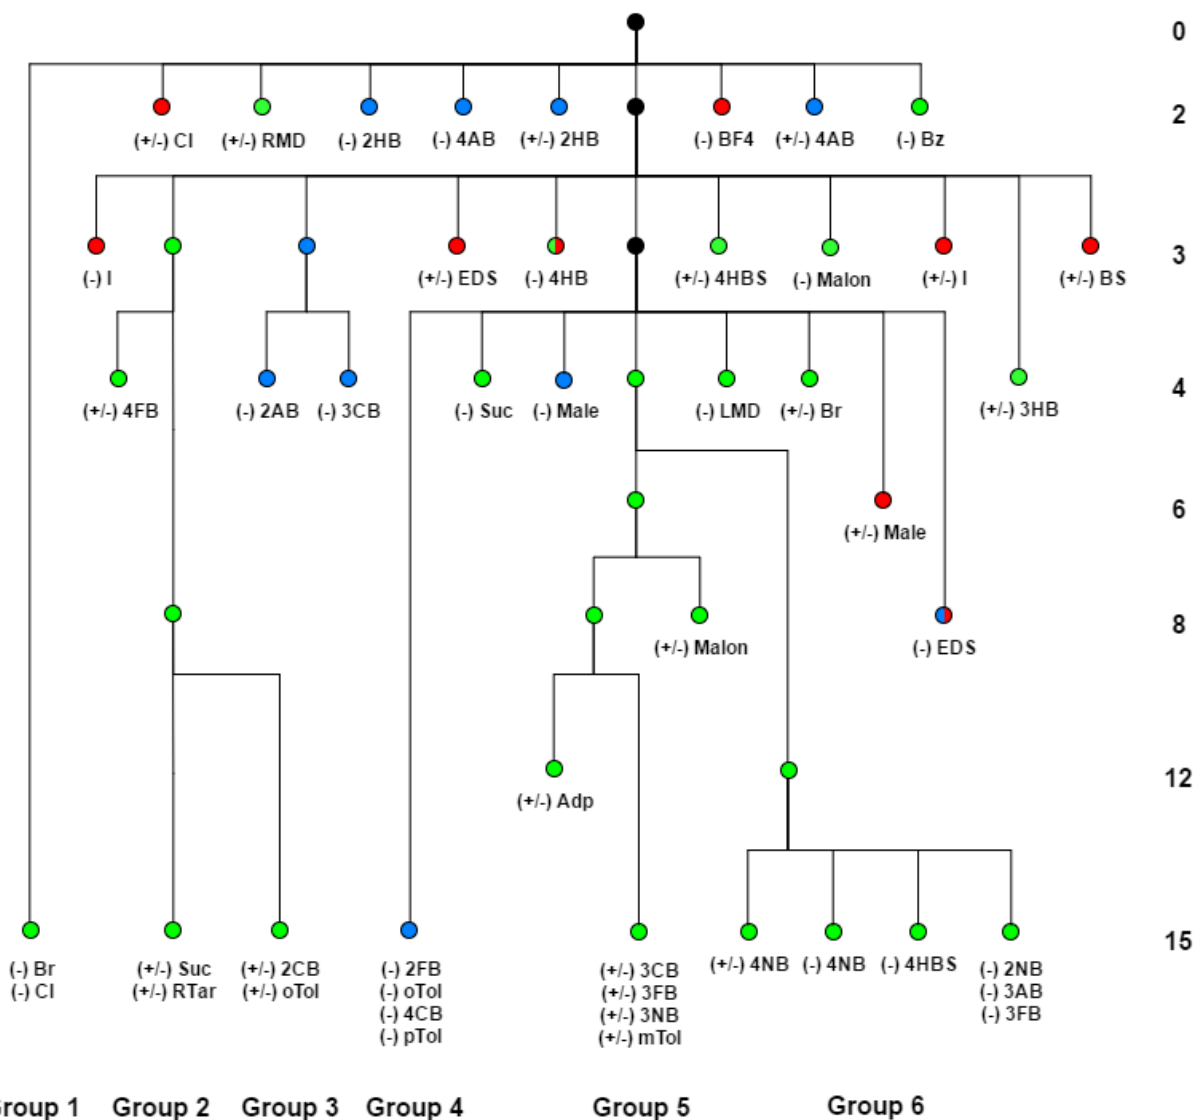 0
2
(+/-) Cl
(+/-) RMD
(-) 2HB
(-) 4AB
(+/-) 2HB
(-) BF4
(+/-) 4AB
(-) Bz
3
(-) I
(+/-) EDS
(-) 4HB
(+/-) 4HBS
(-) Malon
(+/-) I
(+/-) BS
4
(+/-) 4FB
(-) 2AB
(-) 3CB
(-) Suc
(-) Male
(-) LMD
(+/-) Br
(+/-) 3HB
6
(+/-) Male
8
(+/-) Malon
(-) EDS
12
(+/-) Adp
15
(-) Br
(-) Cl
(+/-) Suc
(+/-) RTar
(+/-) 2CB
(+/-) oTol
(-) 2FB
(-) oTol
(-) 4CB
(-) pTol
(+/-) 3CB
(+/-) 3FB
(+/-) 3NB
(+/-) mTol
(+/-) 4NB
(-) 4NB
(-) 4HBS
(-) 2NB
(-) 3AB
(-) 3FB
Group 1
Group 2
Group 3
Group 4
Group 5
Group 6